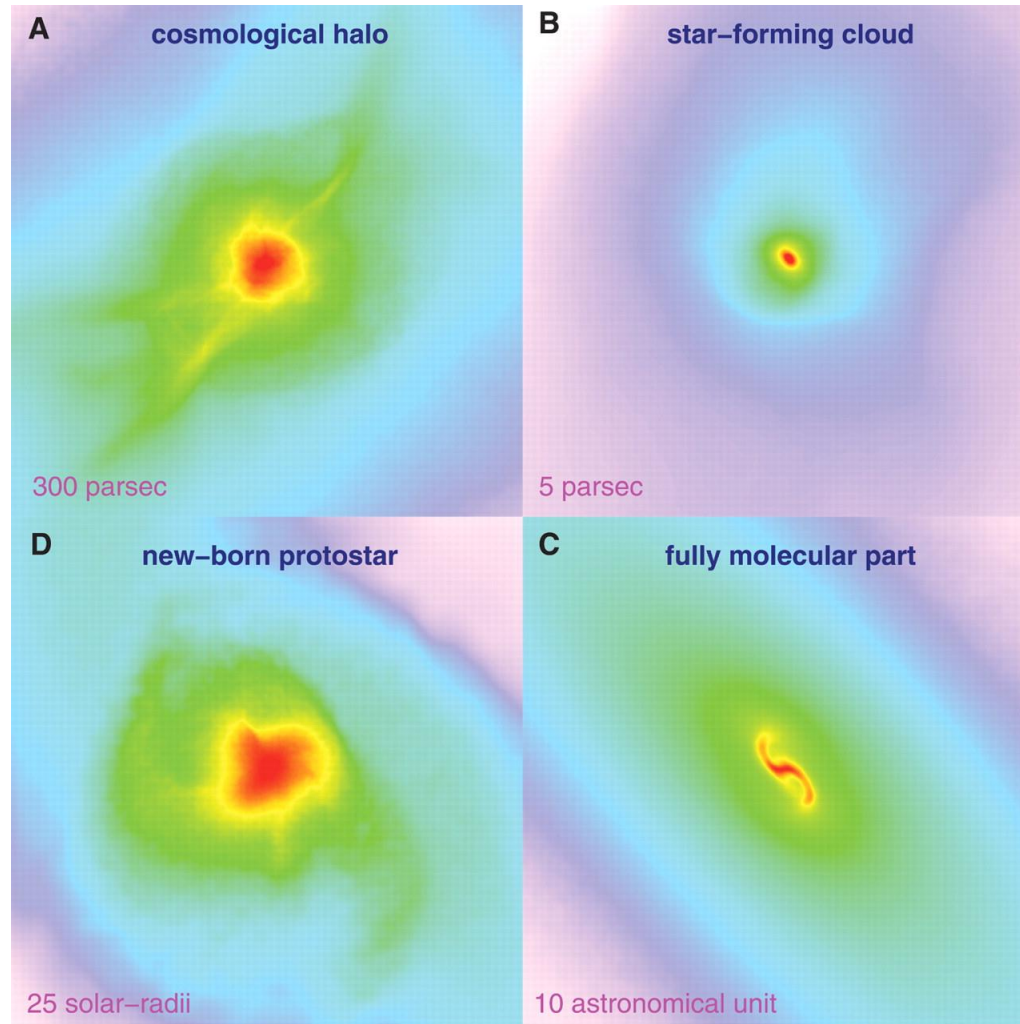 A
cosmological halo
300 parsec
B
star–forming cloud
5 parsec
D
new–born protostar
25 solar–radii
C
fully molecular part
10 astronomical unit